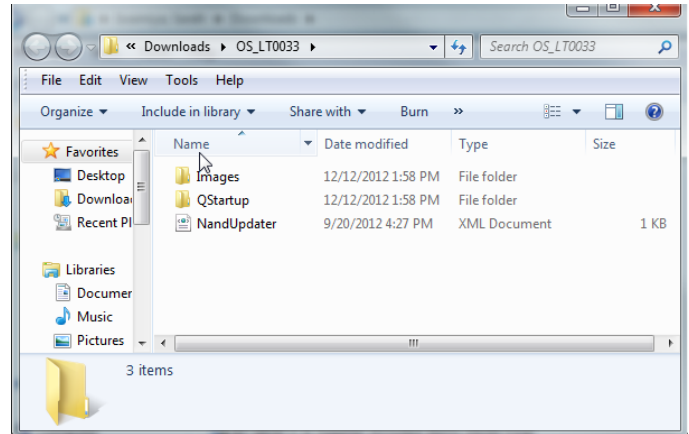 « Downloads ▸ OS_LT0033 ▸ Search OS_LT0033
File Edit View Tools Help
Organize ▾ Include in library ▾ Share with ▾ Burn »
Name Date modified Type Size
Favorites
Desktop
Downloa
Recent Pl
Libraries
Documer
Music
Pictures
Images 12/12/2012 1:58 PM File folder
QStartup 12/12/2012 1:58 PM File folder
NandUpdater 9/20/2012 4:27 PM XML Document 1 KB
3 items